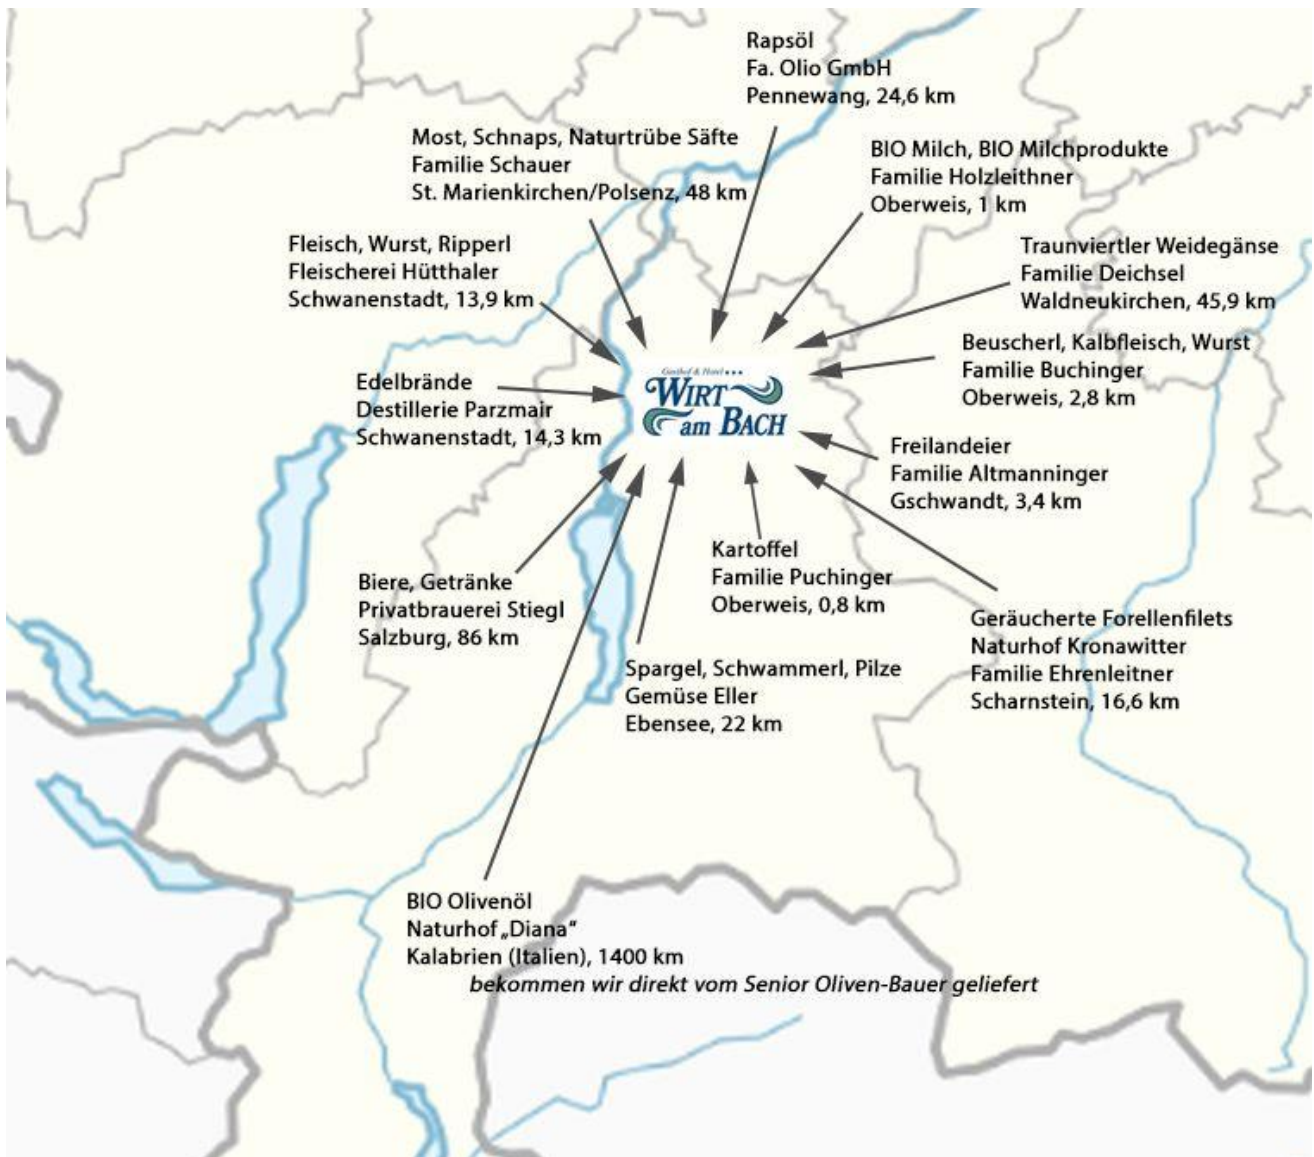 Rapsöl
Fa. Olio GmbH
Pennewang, 24,6 km
Most, Schnaps, Naturtrübe Säfte
Familie Schauer
St. Marienkirchen/Polsenz, 48 km
BIO Milch, BIO Milchprodukte
Familie Holzleithner
Oberweis, 1 km
Fleisch, Wurst, Ripperl
Fleischerei Hütthaler
Schwanenstadt, 13,9 km
Traunviertler Weidegänse
Familie Deichsel
Waldneukirchen, 45,9 km
Beuscherl, Kalbfleisch, Wurst
Familie Buchinger
Oberweis, 2,8 km
Edelbrände
Destillerie Parzmair
Schwanenstadt, 14,3 km
Gasthof & Hotel
WIRT
am BACH
Freilandeier
Familie Altmanninger
Gschwandt, 3,4 km
Kartoffel
Familie Puchinger
Oberweis, 0,8 km
Biere, Getränke
Privatbrauerei Stiegl
Salzburg, 86 km
Geräucherte Forellenfilets
Naturhof Kronawitter
Familie Ehrenleitner
Scharnstein, 16,6 km
Spargel, Schwammerl, Pilze
Gemüse Eller
Ebensee, 22 km
BIO Olivenöl
Naturhof „Diana“
Kalabrien (Italien), 1400 km
bekommen wir direkt vom Senior Oliven-Bauer geliefert